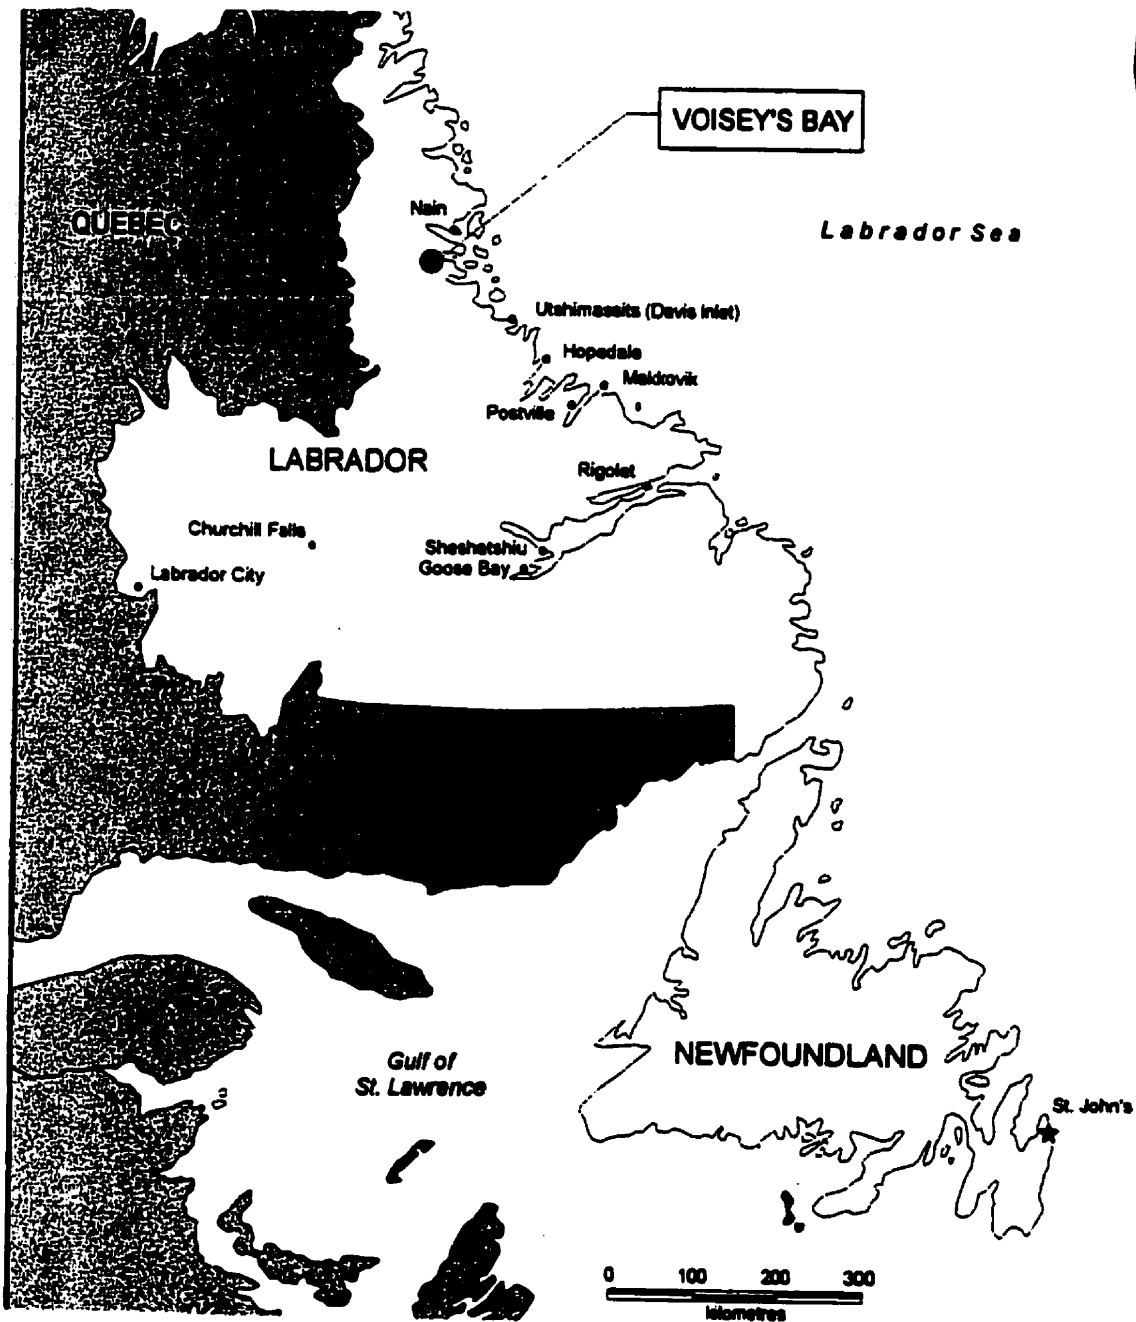 VOISEY'S BAY
Nain
QUEBEC
Labrador Sea
Utshimassits (Davis Inlet)
Hopedale
Makkovik
Postville
LABRADOR
Rigolet
Churchill Falls
Sheshatshiu
Goose Bay
Labrador City
NEWFOUNDLAND
Gulf of
St. Lawrence
St. John's
0 100 200 300
kilometres